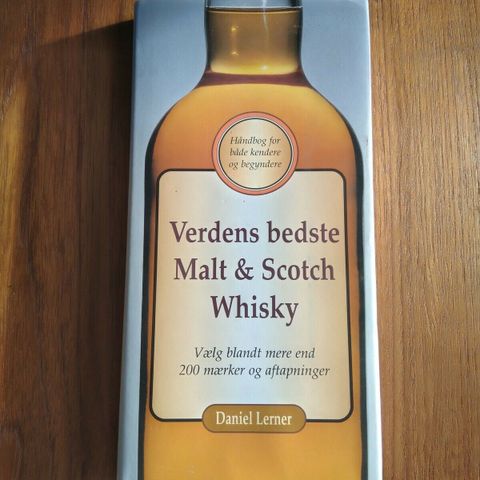 Håndbog for
både kendere
og begyndere
Verdens bedste
Malt & Scotch
Whisky
Vælg blandt mere end
200 mærker og aftapninger
Daniel Lerner